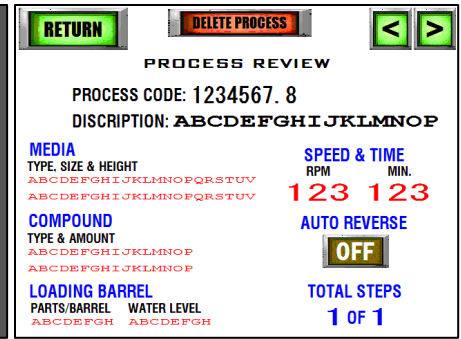 RETURN DELETE PROCESS < >
PROCESS REVIEW
PROCESS CODE: 1234567.8
DISCRIPTION: ABCDEFGHIJKLMNOP
MEDIA
TYPE, SIZE & HEIGHT
ABCDEFGHIJKLMNOPQRSTUV
ABCDEFGHIJKLMNOPQRSTUV
SPEED & TIME
RPM MIN.
123 123
COMPOUND
TYPE & AMOUNT
ABCDEFGHIJKLMNOP
ABCDEFGHIJKLMNOP
AUTO REVERSE
OFF
LOADING BARREL
PARTS/BARREL WATER LEVEL
ABCDEFGH ABCDEFGH
TOTAL STEPS
1 OF 1